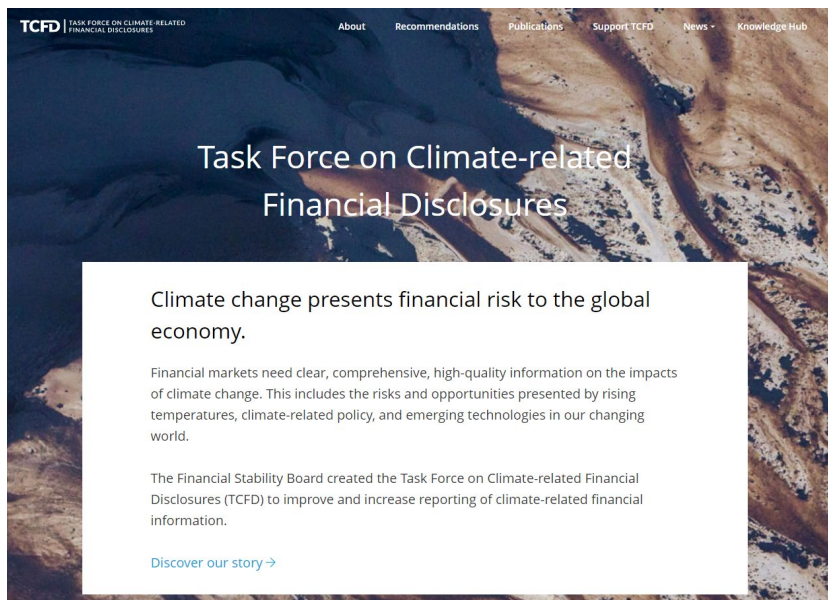 TCFD | TASK FORCE ON CLIMATE-RELATED
FINANCIAL DISCLOSURES
About Recommendations Publications Support TCFD News Knowledge Hub
Task Force on Climate-related
Financial Disclosures
Climate change presents financial risk to the global
economy.
Financial markets need clear, comprehensive, high-quality information on the impacts
of climate change. This includes the risks and opportunities presented by rising
temperatures, climate-related policy, and emerging technologies in our changing
world.
The Financial Stability Board created the Task Force on Climate-related Financial
Disclosures (TCFD) to improve and increase reporting of climate-related financial
information.
Discover our story →